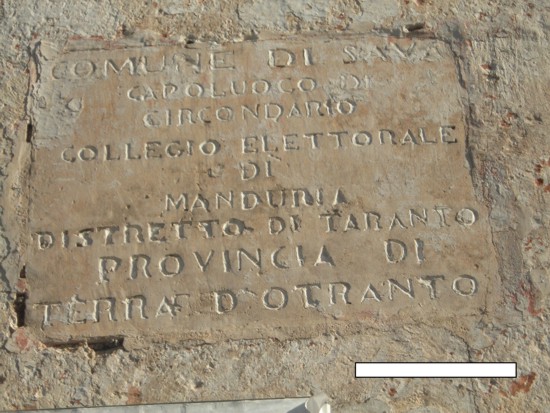 COMUNE DI SAVA
CAPOLUOGO DI
CIRCONDARIO
COLLEGIO ELETTORALE
DI
MANDURIA
DISTRETTO DI TARANTO
PROVINCIA DI
TERRA D'OTRANTO